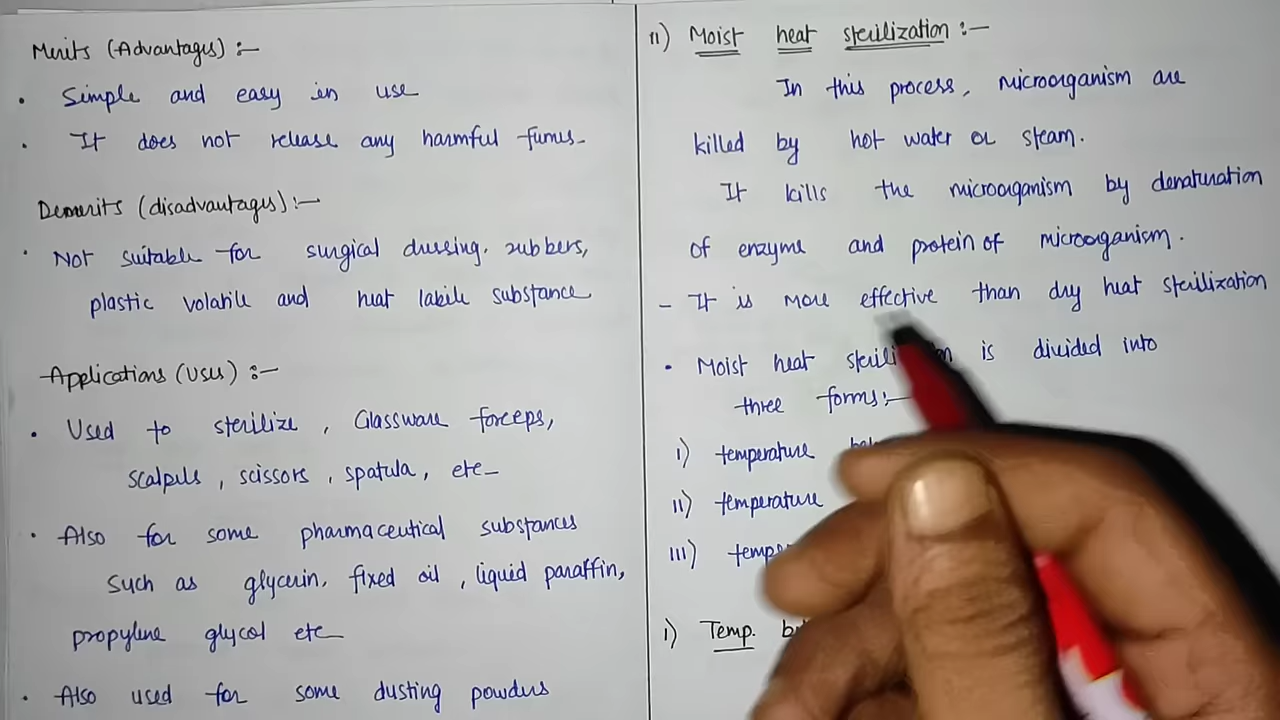 Merits (Advantages) :-
• Simple and easy in use
• It does not release any harmful fumes-
Demerits (disadvantages) :-
• Not suitable for surgical dressing. rubbers,
plastic volatile and heat labile substance
Applications (Uses) :-
• Used to sterilize, Glassware forceps,
scalpels, scissors, spatula, etc-
• Also for some pharmaceutical substances
such as glycerin, fixed oil, liquid paraffin,
propylene glycol etc
• Also used for some dusting powders
II) Moist heat sterilization :-
In this process, microorganism are
killed by hot water or steam.
It kills the microorganism by denaturation
of enzyme and protein of microorganism.
- It is more effective than dry heat sterilization
• Moist heat is divided into
three forms:-
i) temperature
ii) temperature
iii)
i) Temp.